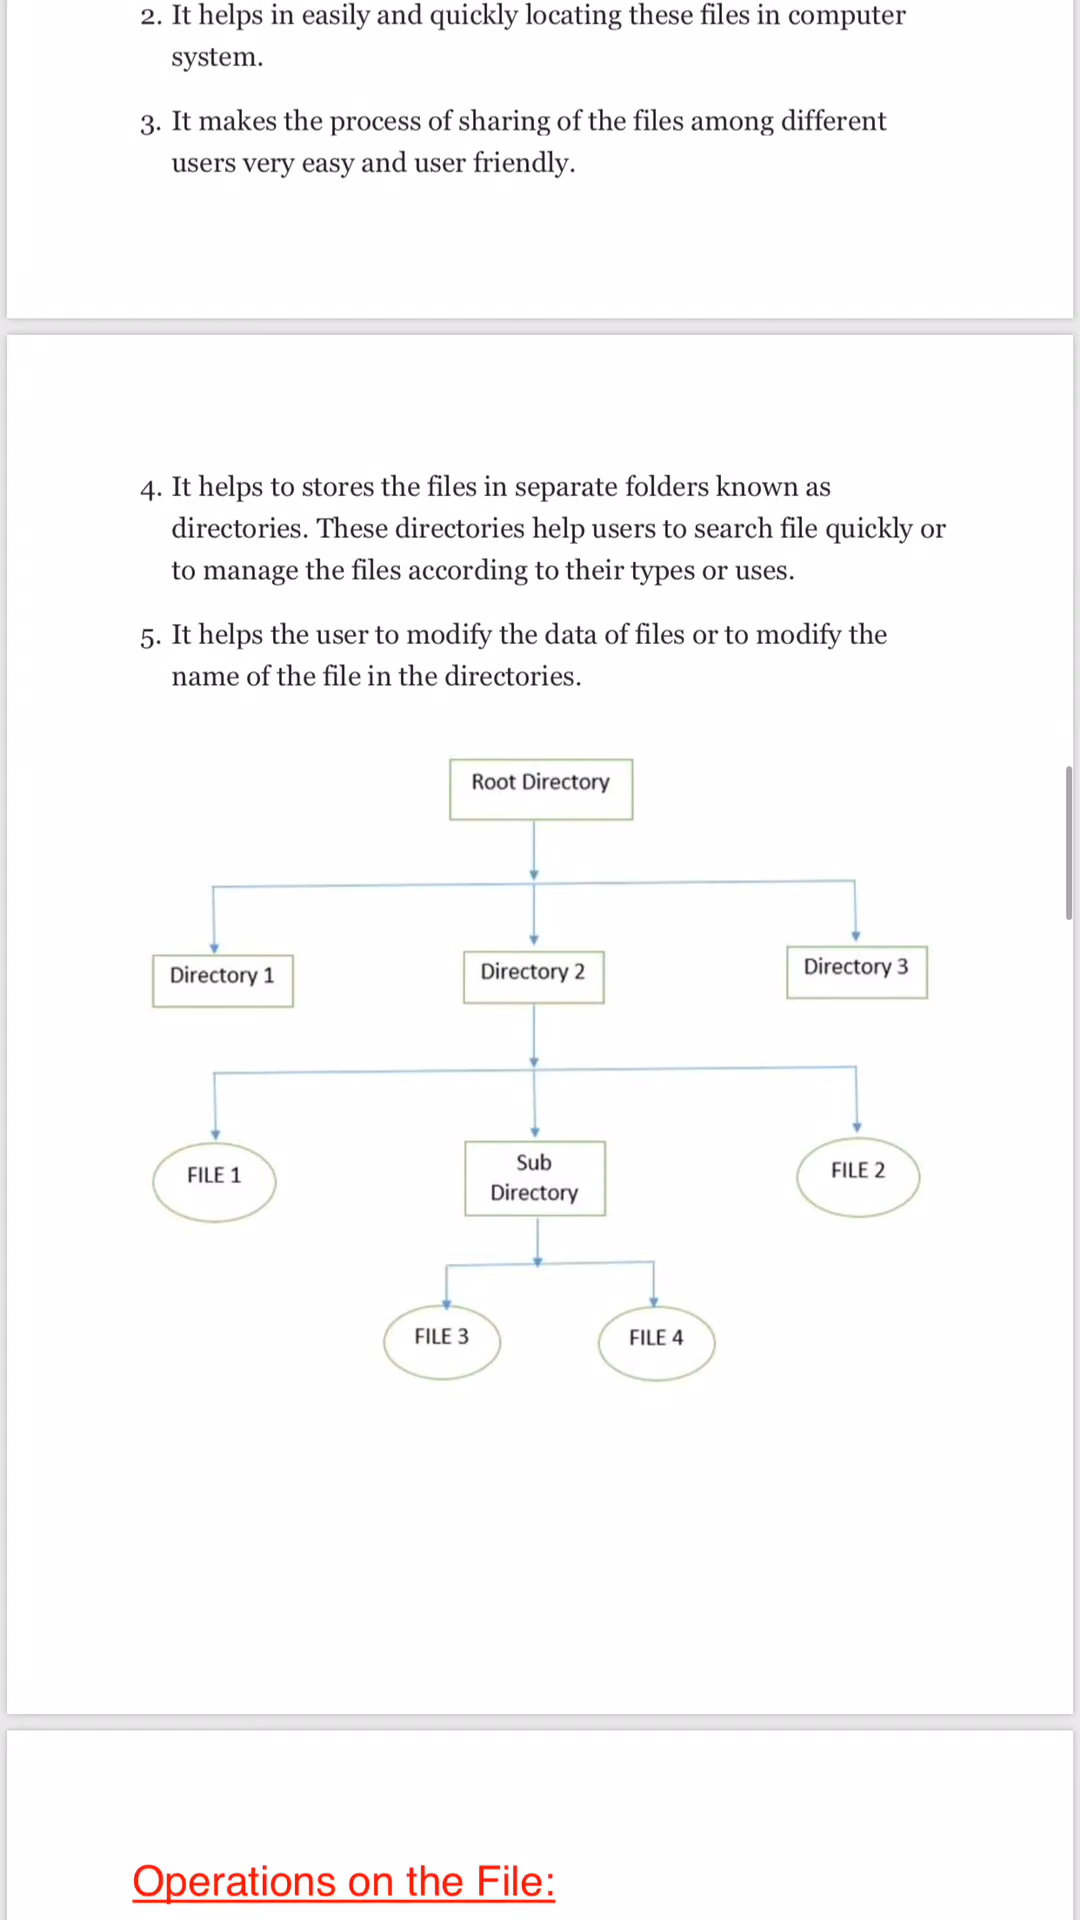 2. It helps in easily and quickly locating these files in computer
system.
3. It makes the process of sharing of the files among different
users very easy and user friendly.
4. It helps to stores the files in separate folders known as
directories. These directories help users to search file quickly or
to manage the files according to their types or uses.
5. It helps the user to modify the data of files or to modify the
name of the file in the directories.
Root Directory
Directory 1
Directory 2
Directory 3
FILE 1
Sub
Directory
FILE 2
FILE 3
FILE 4
Operations on the File: